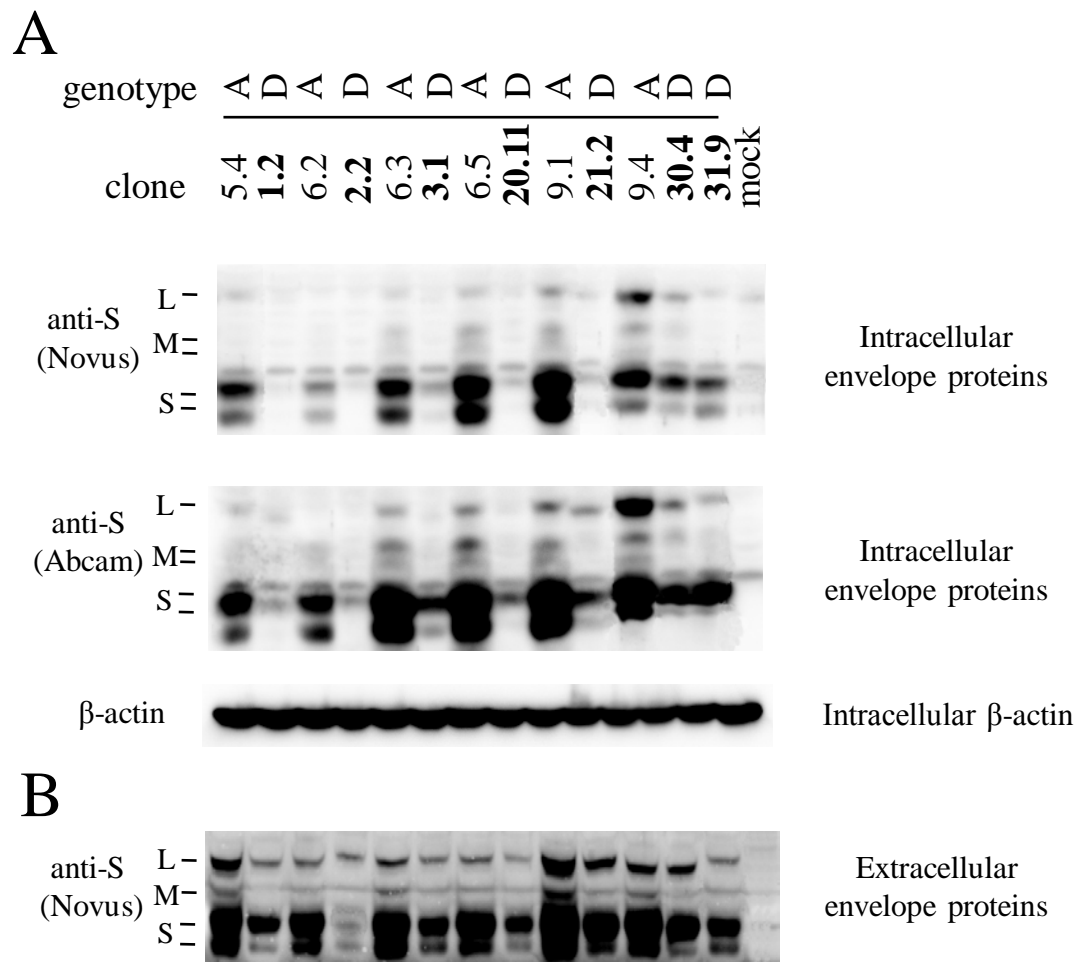 A
genotype A D A D A D A D A D A D D
clone 5.4 1.2 6.2 2.2 6.3 3.1 6.5 20.11 9.1 21.2 9.4 30.4 31.9 mock
anti-S
(Novus)
L
M
S
Intracellular
envelope proteins
anti-S
(Abcam)
L
M
S
Intracellular
envelope proteins
β-actin
Intracellular β-actin
B
anti-S
(Novus)
L
M
S
Extracellular
envelope proteins